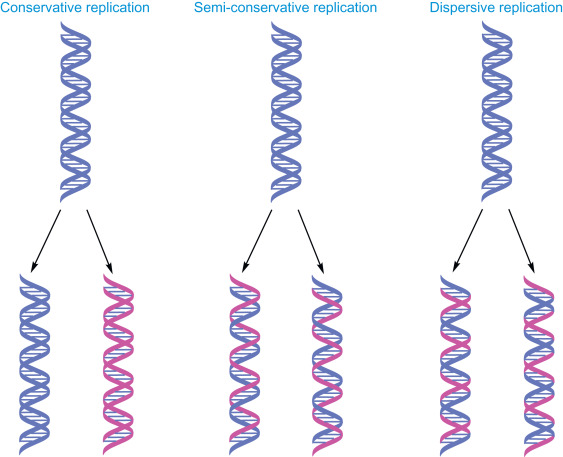 Conservative replication
Semi-conservative replication
Dispersive replication